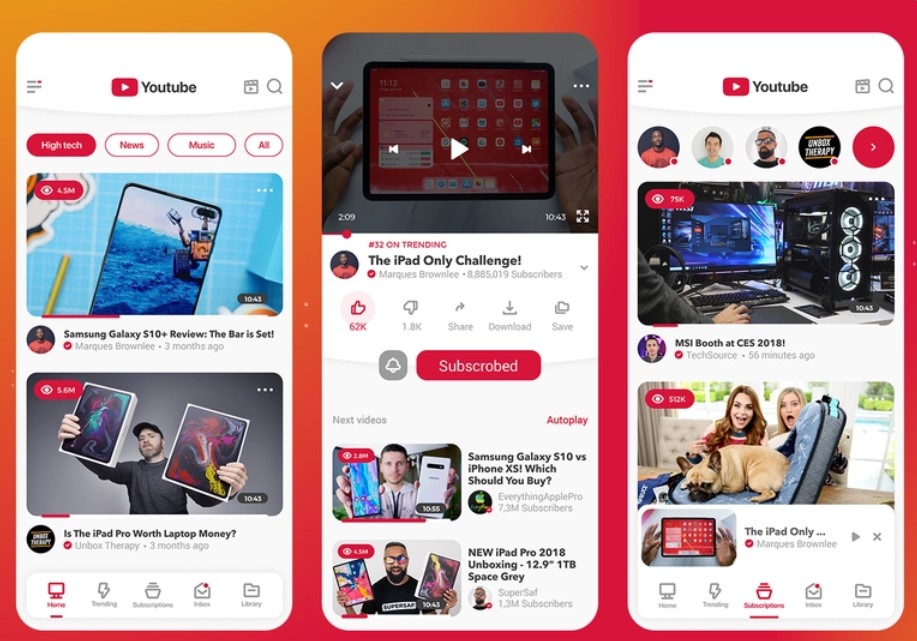 Youtube
High tech
News
Music
All
4.5M
10:43
Samsung Galaxy S10+ Review: The Bar is Set!
Marques Brownlee • 3 months ago
5.6M
10:43
UNBOX
THERAPY
Is The iPad Pro Worth Laptop Money?
Unbox Therapy • 3 months ago
Home
Trending
Subscriptions
Inbox
Library
11:13
2:09
10:43
#32 ON TRENDING
The iPad Only Challenge!
Marques Brownlee • 8,885,019 Subscribers
62K
1.8K
Share
Download
Save
Subscrobed
Next videos
Autoplay
2.8M
10:55
Samsung Galaxy S10 vs
iPhone XS! Which
Should You Buy?
EverythingApplePro
7,3M Subscribers
4.5M
SUPERSAF
10:43
NEW iPad Pro 2018
Unboxing - 12.9" 1TB
Space Grey
SuperSaf
1,3M Subscribers
Youtube
UNBOX
THERAPY
75K
10:43
MSI Booth at CES 2018!
TechSource • 56 minutes ago
512K
The iPad Only ...
Marques Brownlee
Home
Trending
Subscriptions
Inbox
Library